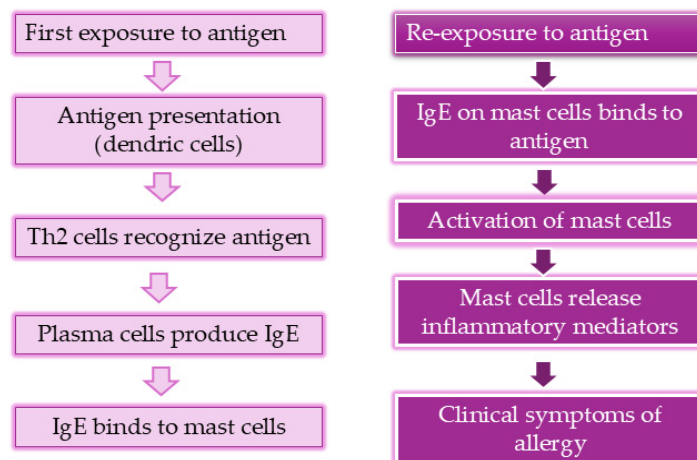 First exposure to antigen
Antigen presentation
(dendric cells)
Th2 cells recognize antigen
Plasma cells produce IgE
IgE binds to mast cells
Re-exposure to antigen
IgE on mast cells binds to
antigen
Activation of mast cells
Mast cells release
inflammatory mediators
Clinical symptoms of
allergy